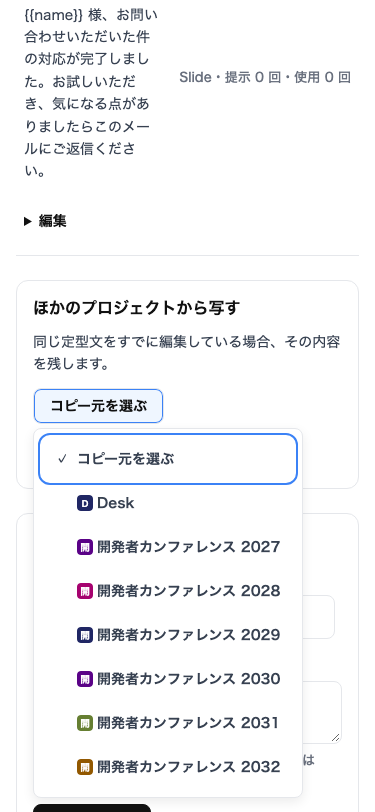 {{name}} 様、お問い
合わせいただいた件
の対応が完了しまし
た。お試しいただ
き、気になる点があ
りましたらこのメー
ルにご返信くださ
い。
Slide・提示 0 回・使用 0 回
▶ 編集
ほかのプロジェクトから写す
同じ定型文をすでに編集している場合、その内容
を残します。
コピー元を選ぶ
✓ コピー元を選ぶ
D Desk
開 開発者カンファレンス 2027
開 開発者カンファレンス 2028
開 開発者カンファレンス 2029
開 開発者カンファレンス 2030
開 開発者カンファレンス 2031
開 開発者カンファレンス 2032
は